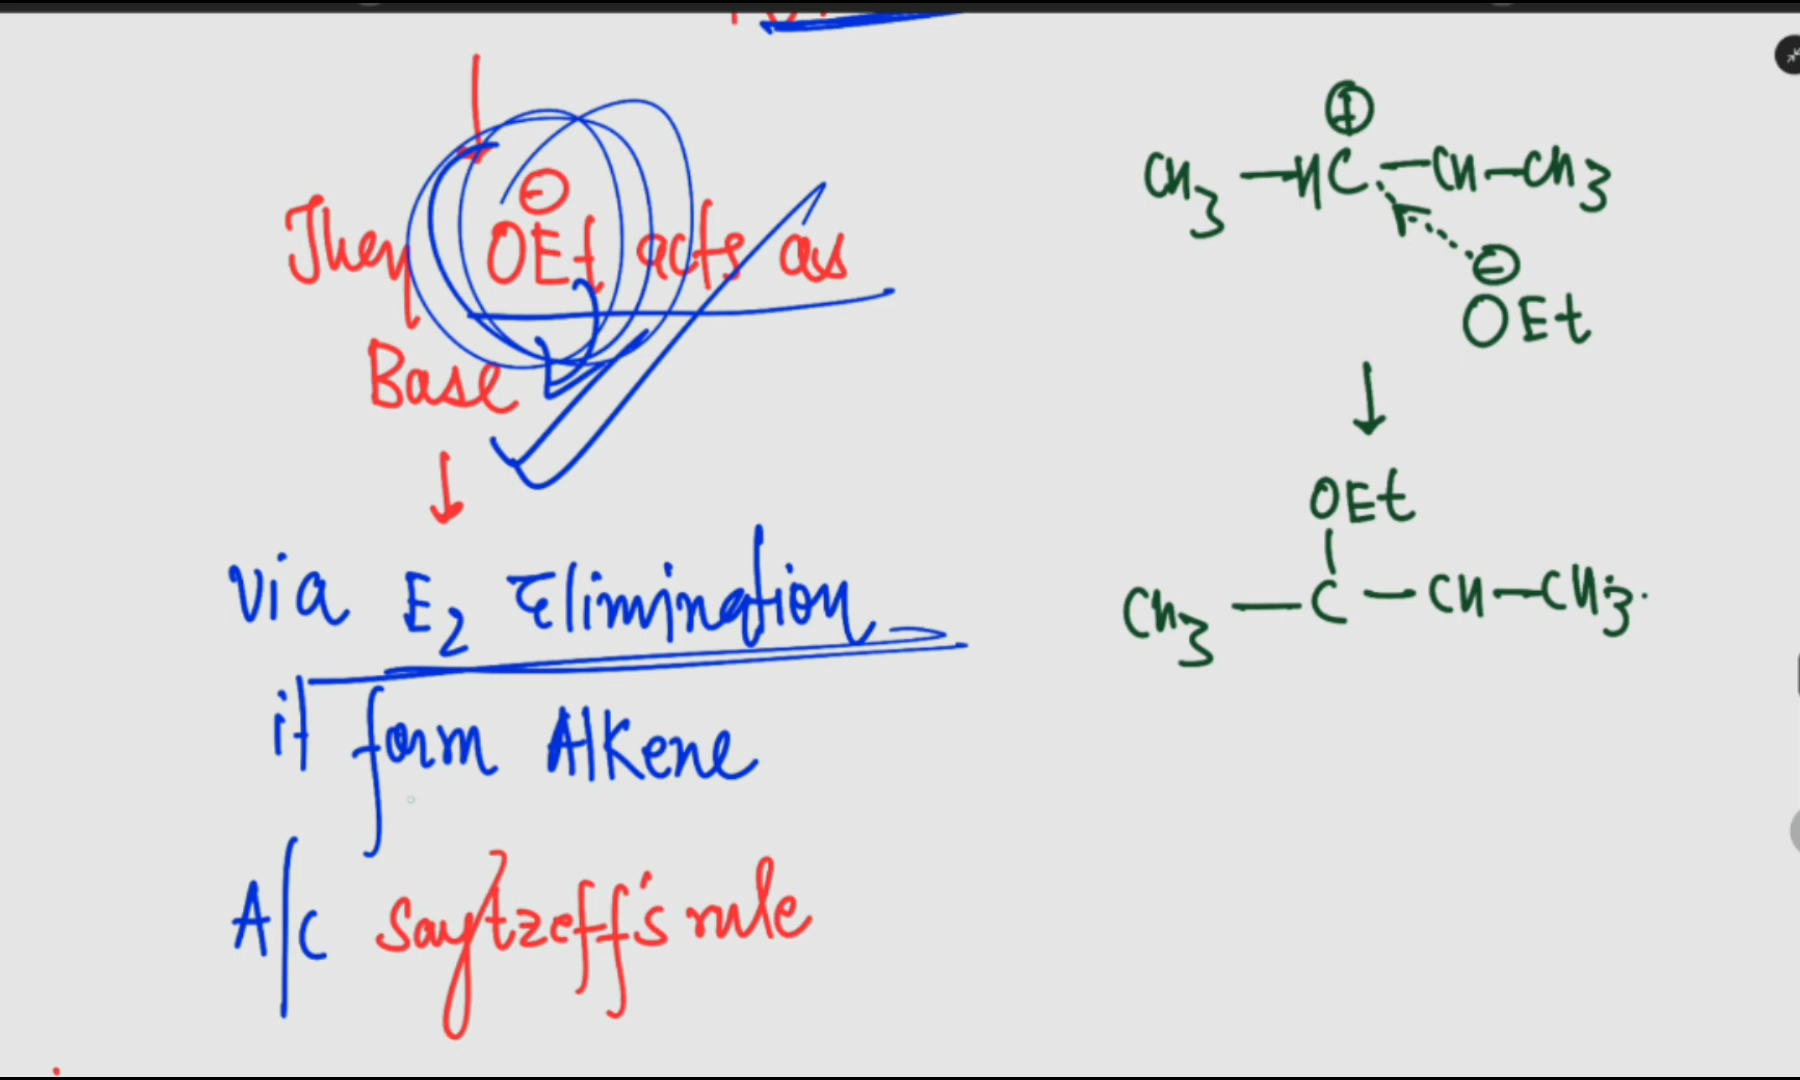 Then OEt⊖ acts as
Base
↓
via E2 Elimination
it form Alkene
A/c saytzeff's rule
⊕
CH3—HC—CH—CH3
⊖
OEt
↓
OEt
|
CH3—C—CH—CH3.